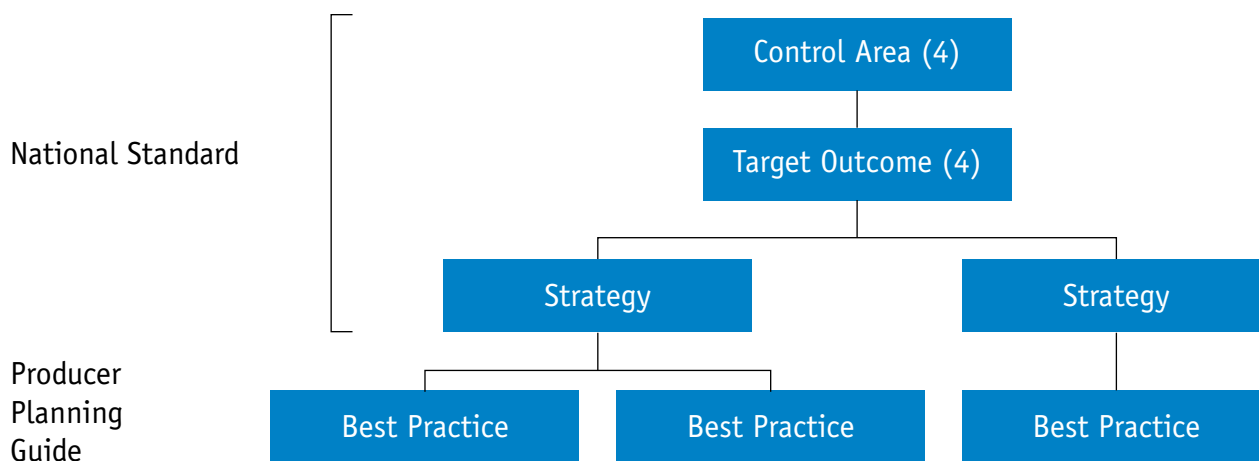 Control Area (4)
National Standard
Target Outcome (4)
Strategy
Strategy
Producer
Planning
Guide
Best Practice
Best Practice
Best Practice